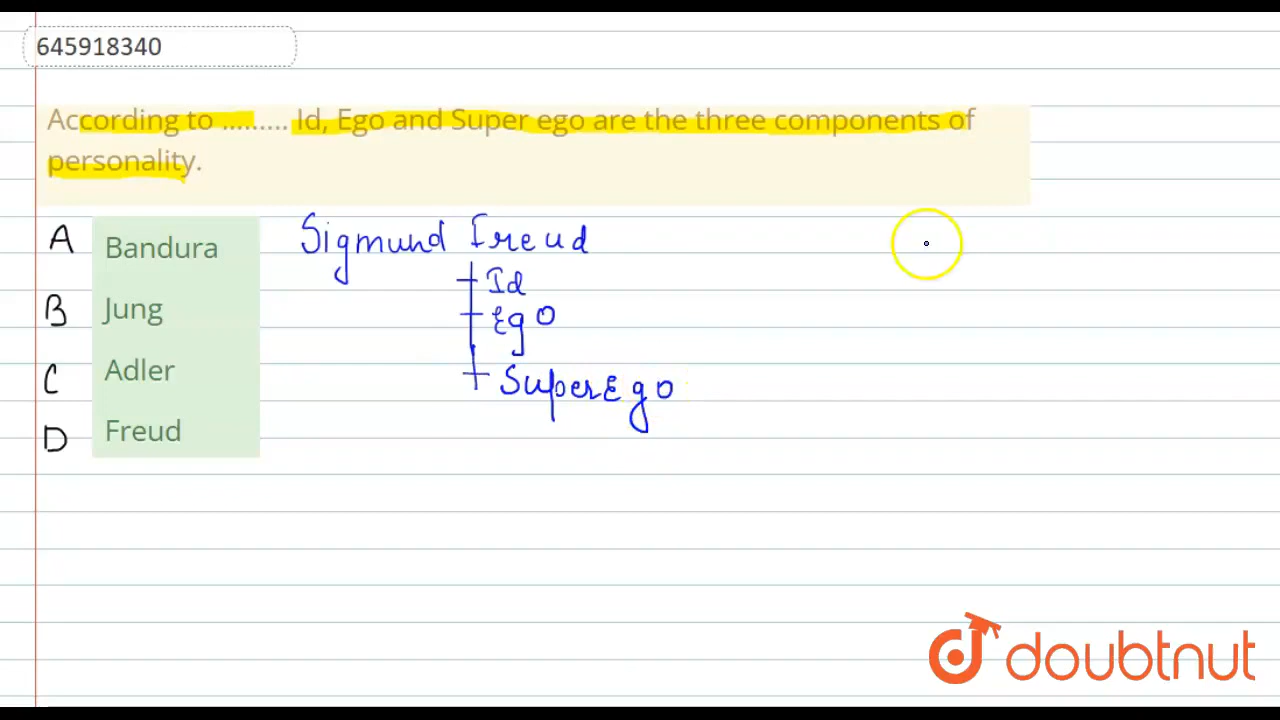 645918340
According to ......... Id, Ego and Super ego are the three components of
personality.
A Bandura Sigmund Freud
Id
B Jung Ego
C Adler SuperEgo
D Freud
doubtnut